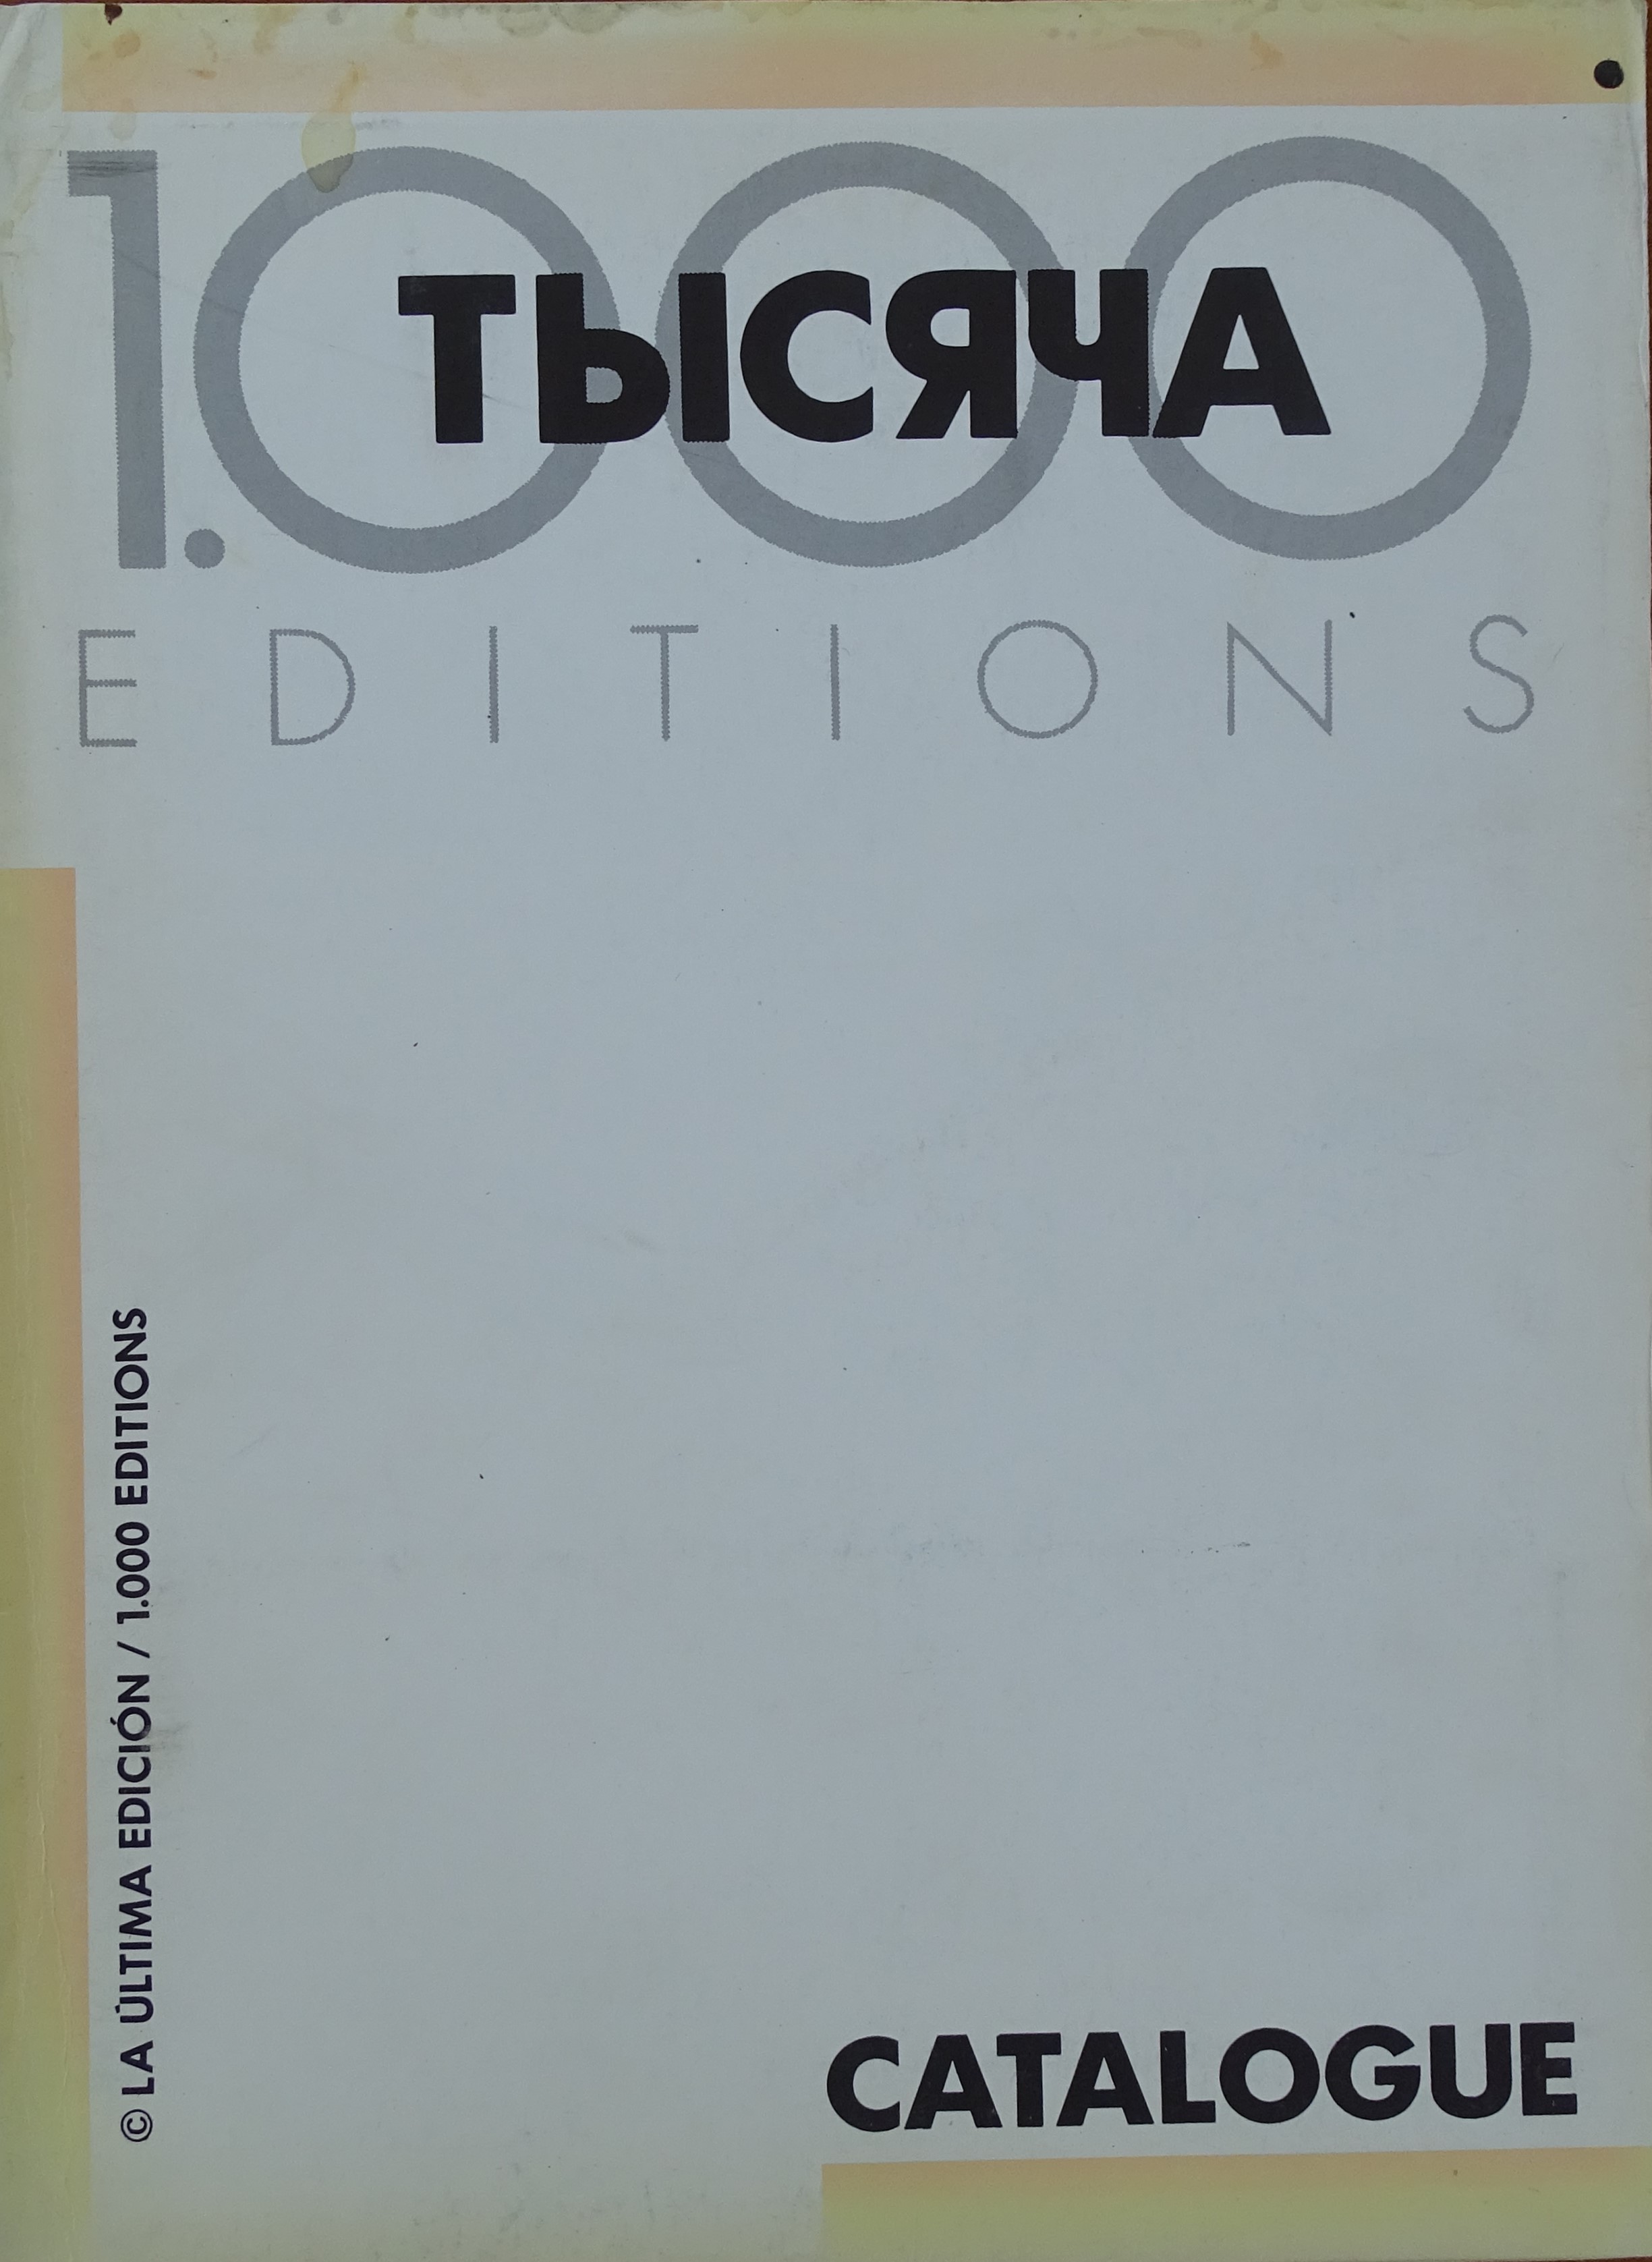 1.000
ТЫСЯЧА
EDITIONS
© LA ÚLTIMA EDICIÓN / 1.000 EDITIONS
CATALOGUE